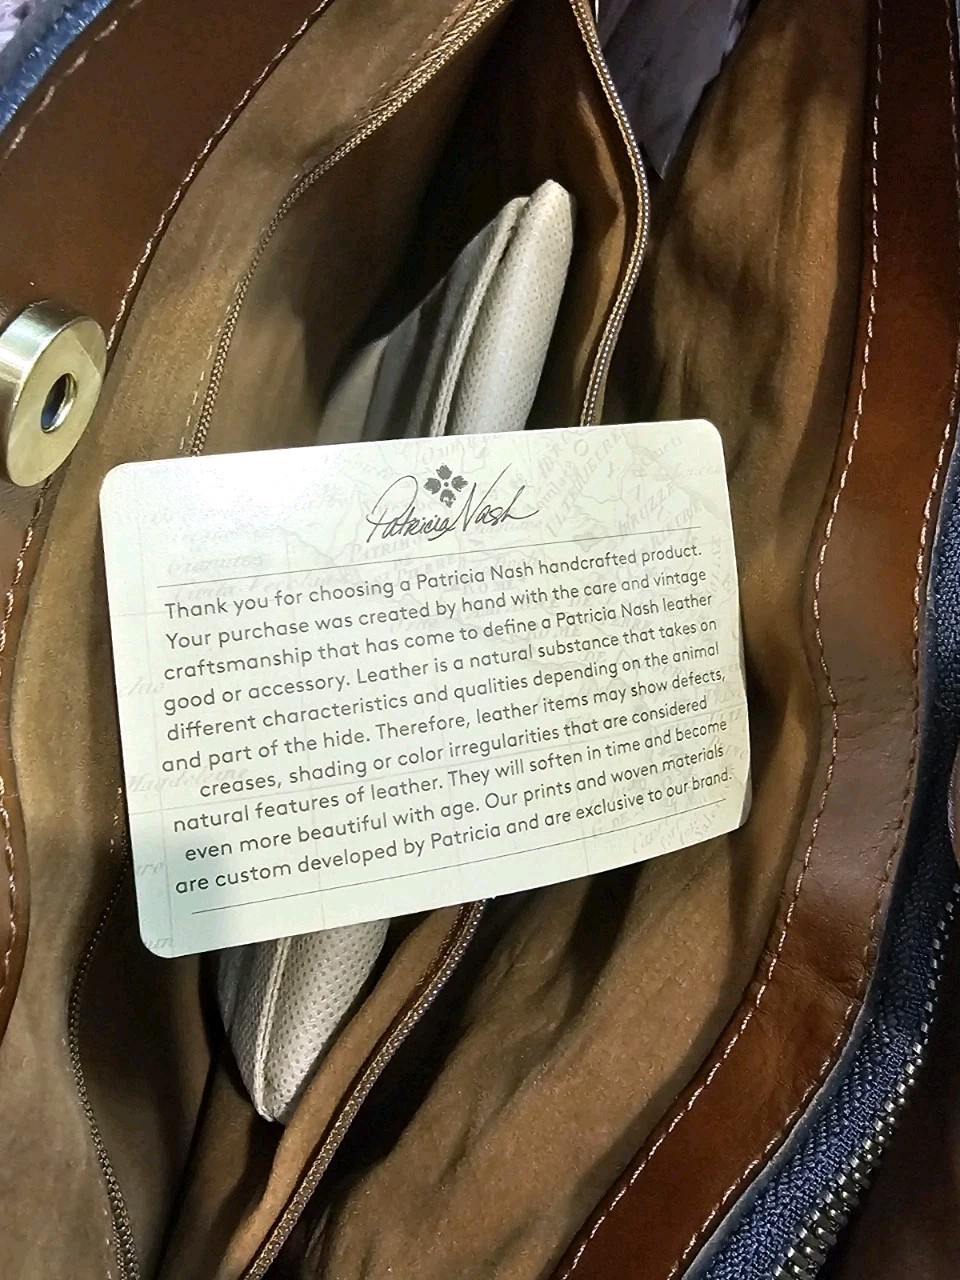 Patricia Nash
Thank you for choosing a Patricia Nash handcrafted product.
Your purchase was created by hand with the care and vintage
craftsmanship that has come to define a Patricia Nash leather
good or accessory. Leather is a natural substance that takes on
different characteristics and qualities depending on the animal
and part of the hide. Therefore, leather items may show defects,
creases, shading or color irregularities that are considered
natural features of leather. They will soften in time and become
even more beautiful with age. Our prints and woven materials
are custom developed by Patricia and are exclusive to our brand.